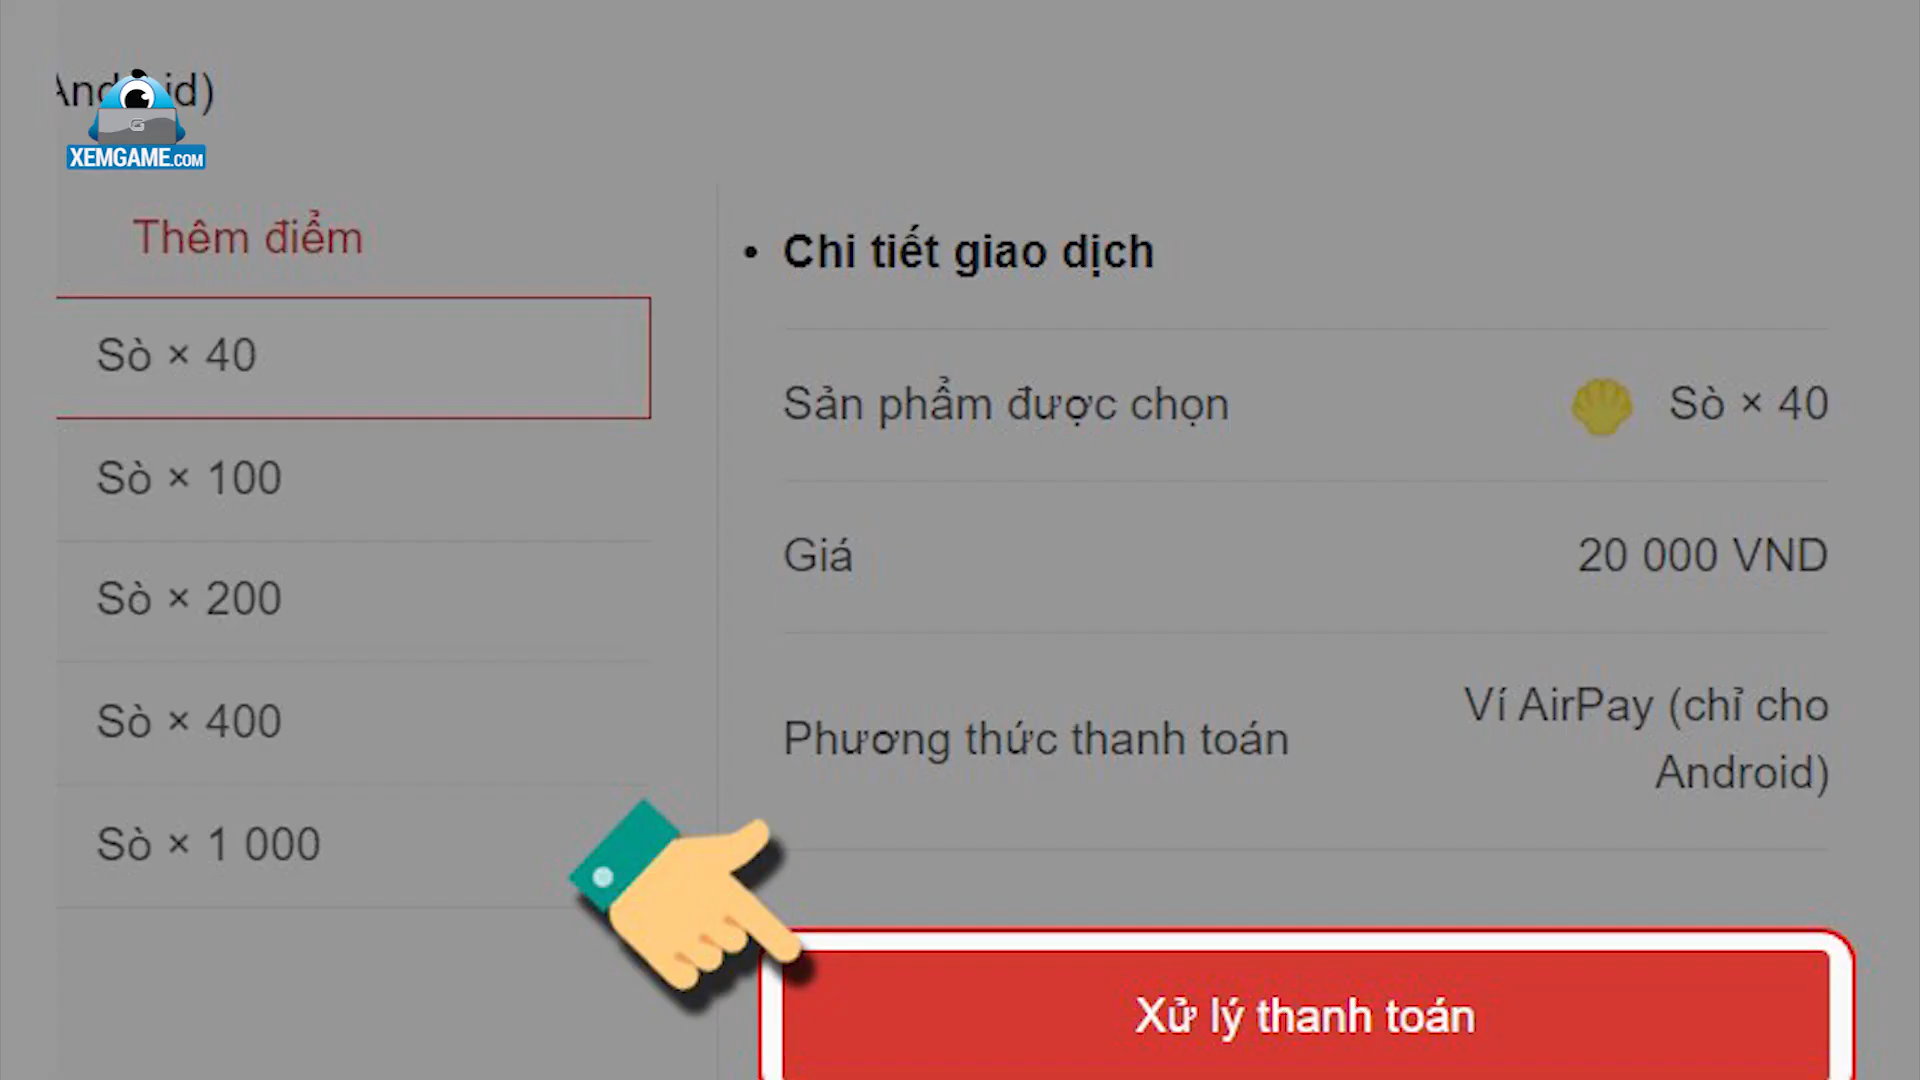 Android)
XEMGAME.COM
Thêm điểm
Sò × 40
Sò × 100
Sò × 200
Sò × 400
Sò × 1 000
• Chi tiết giao dịch
Sản phẩm được chọn Sò × 40
Giá 20 000 VND
Phương thức thanh toán Ví AirPay (chỉ cho
Android)
Xử lý thanh toán